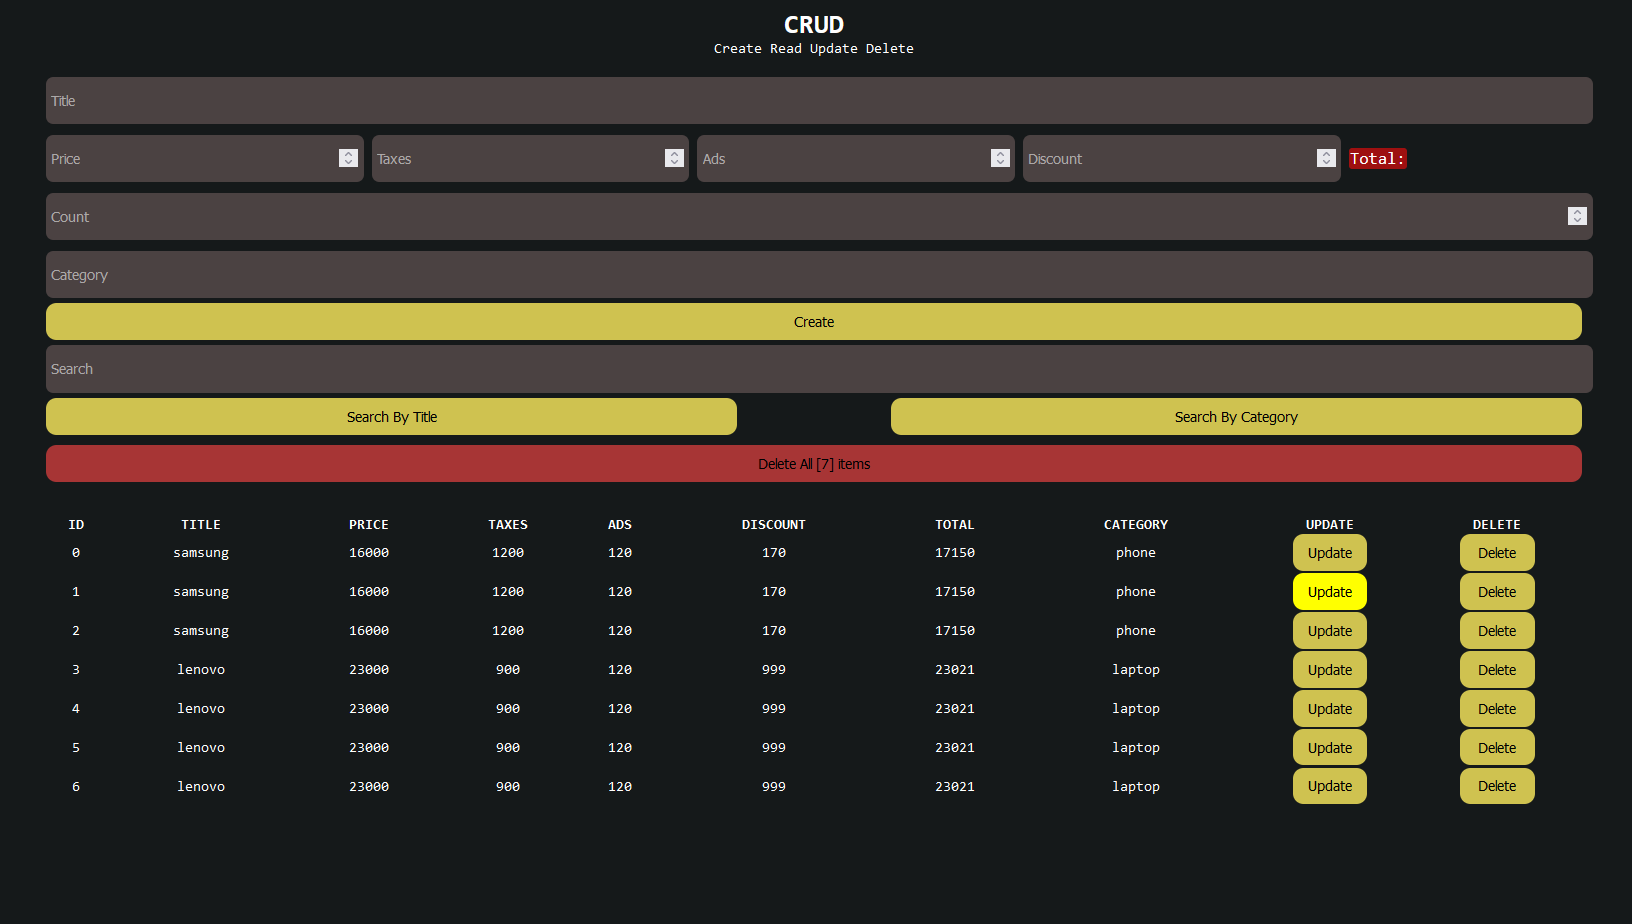 CRUD
Create Read Update Delete
Title
Price Taxes Ads Discount Total:
Count
Category
Create
Search
Search By Title Search By Category
Delete All [7] items
ID TITLE PRICE TAXES ADS DISCOUNT TOTAL CATEGORY UPDATE DELETE
0 samsung 16000 1200 120 170 17150 phone Update Delete
1 samsung 16000 1200 120 170 17150 phone Update Delete
2 samsung 16000 1200 120 170 17150 phone Update Delete
3 lenovo 23000 900 120 999 23021 laptop Update Delete
4 lenovo 23000 900 120 999 23021 laptop Update Delete
5 lenovo 23000 900 120 999 23021 laptop Update Delete
6 lenovo 23000 900 120 999 23021 laptop Update Delete